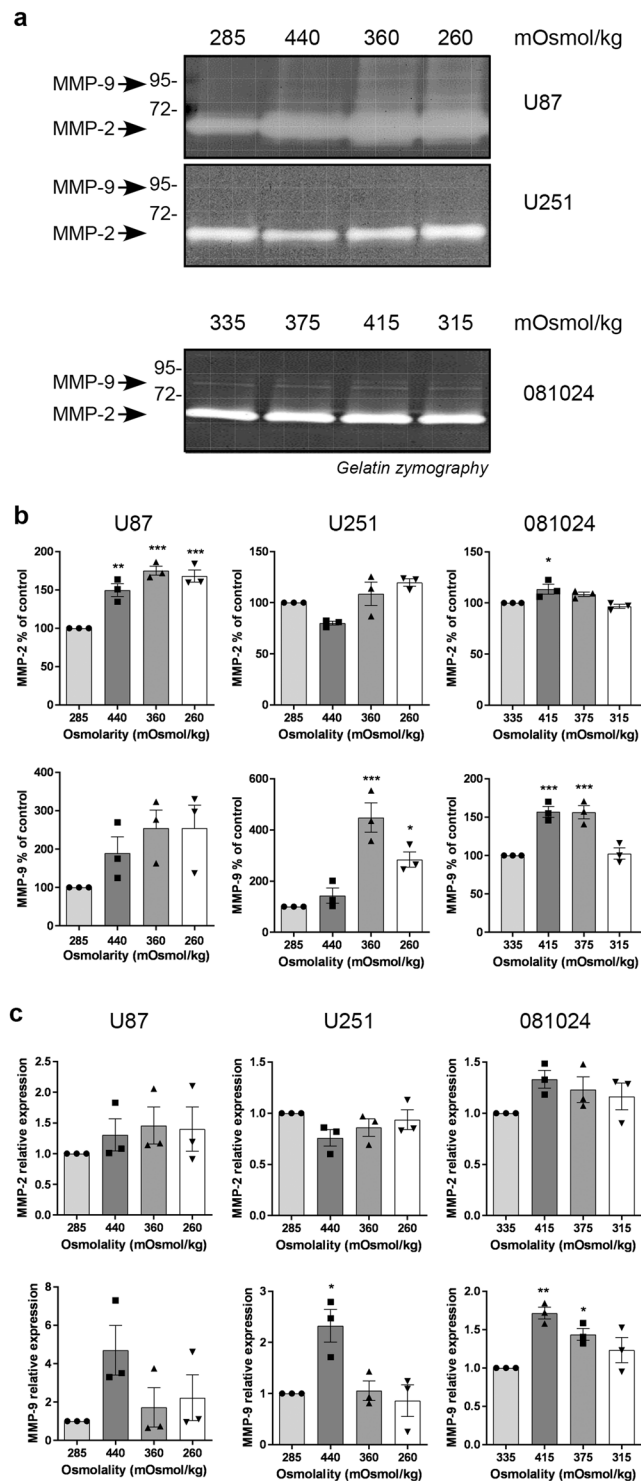 a
285 440 360 260 mOsmol/kg
MMP-9 95-
72-
MMP-2
U87
MMP-9 95-
72-
MMP-2
U251
335 375 415 315 mOsmol/kg
MMP-9 95-
72-
MMP-2
081024
Gelatin zymography
b
U87 U251 081024
MMP-2 % of control
200
150
100
50
0
** *** ***
285 440 360 260
Osmolarity (mOsmol/kg)
MMP-2 % of control
150
100
50
0
285 440 360 260
Osmolality (mOsmol/kg)
MMP-2 % of control
150
100
50
0
*
335 415 375 315
Osmolality (mOsmol/kg)
MMP-9 % of control
400
300
200
100
0
285 440 360 260
Osmolarity (mOsmol/kg)
MMP-9 % of control
600
400
200
0
*** *
285 440 360 260
Osmolality (mOsmol/kg)
MMP-9 % of control
200
150
100
50
0
*** ***
335 415 375 315
Osmolality (mOsmol/kg)
c
U87 U251 081024
MMP-2 relative expression
2.5
2.0
1.5
1.0
0.5
0.0
285 440 360 260
Osmolality (mOsmol/kg)
MMP-2 relative expression
1.5
1.0
0.5
0.0
285 440 360 260
Osmolality (mOsmol/kg)
MMP-2 relative expression
1.5
1.0
0.5
0.0
335 415 375 315
Osmolality (mOsmol/kg)
MMP-9 relative expression
10
8
6
4
2
0
285 440 360 260
Osmolality (mOsmol/kg)
MMP-9 relative expression
3
2
1
0
*
285 440 360 260
Osmolality (mOsmol/kg)
MMP-9 relative expression
2.0
1.5
1.0
0.5
0.0
** *
335 415 375 315
Osmolality (mOsmol/kg)